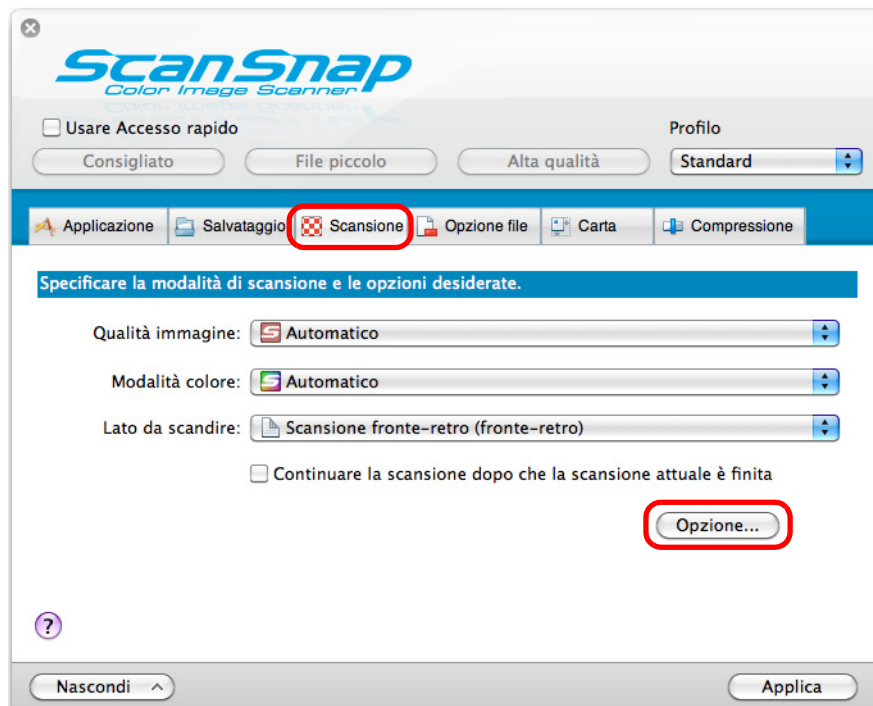 ScanSnap
Color Image Scanner
Usare Accesso rapido
Profilo
Consigliato
File piccolo
Alta qualità
Standard
Applicazione
Salvataggio
Scansione
Opzione file
Carta
Compressione
Specificare la modalità di scansione e le opzioni desiderate.
Qualità immagine: Automatico
Modalità colore: Automatico
Lato da scandire: Scansione fronte-retro (fronte-retro)
Continuare la scansione dopo che la scansione attuale è finita
Opzione...
?
Nascondi
Applica